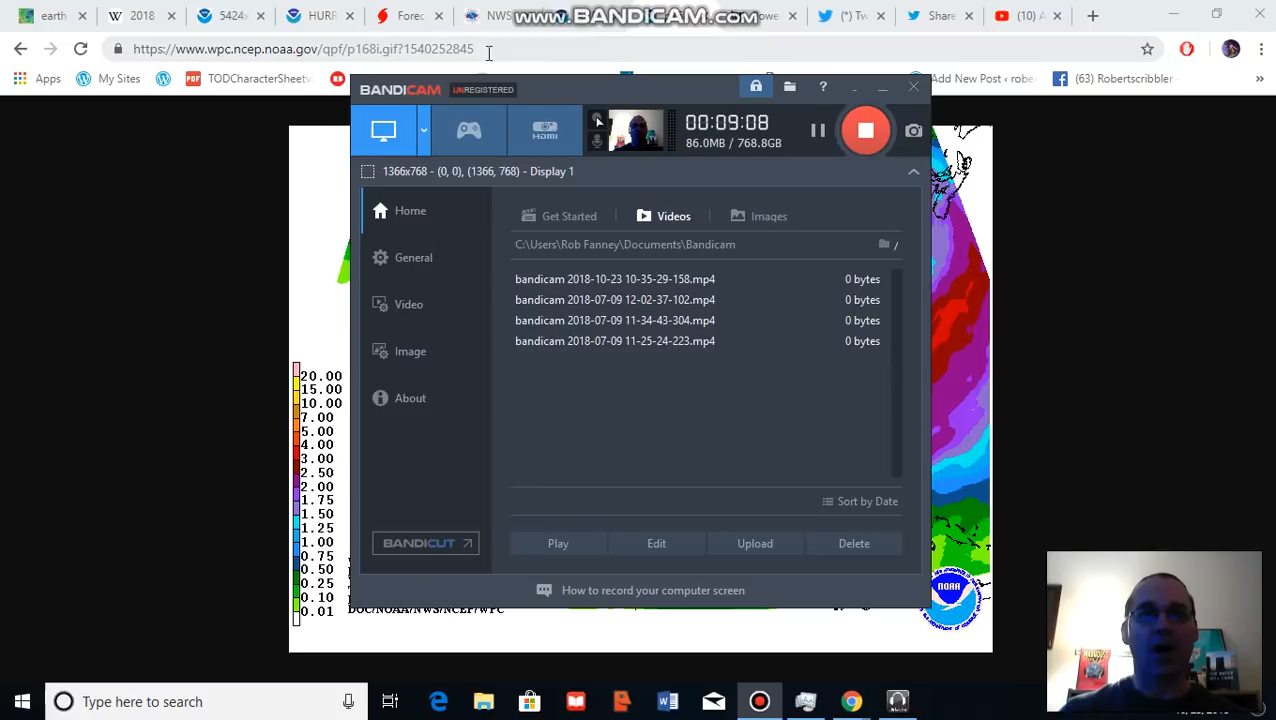 earth
2018
5424x
HURR
Forec
NWS
www.BANDICAM.com
(*) Tw
Share
(10) A
https://www.wpc.ncep.noaa.gov/qpf/p168i.gif?1540252845
Apps
My Sites
TODCharacterSheetv
Add New Post ‹ robe
(63) Robertscribbler
»
BANDICAM
UNREGISTERED
HDMI
00:09:08
86.0MB / 768.8GB
1366x768 - (0, 0), (1366, 768) - Display 1
Home
General
Video
Image
About
BANDICUT
Get Started
Videos
Images
C:\Users\Rob Fanney\Documents\Bandicam
/
bandicam 2018-10-23 10-35-29-158.mp4 0 bytes
bandicam 2018-07-09 12-02-37-102.mp4 0 bytes
bandicam 2018-07-09 11-34-43-304.mp4 0 bytes
bandicam 2018-07-09 11-25-24-223.mp4 0 bytes
Sort by Date
Play
Edit
Upload
Delete
How to record your computer screen
20.00
15.00
10.00
7.00
5.00
4.00
3.00
2.50
2.00
1.75
1.50
1.25
1.00
0.75
0.50
0.25
0.10
0.01
DOC/NOAA/NWS/NCEP/WPC
NOAA
Type here to search